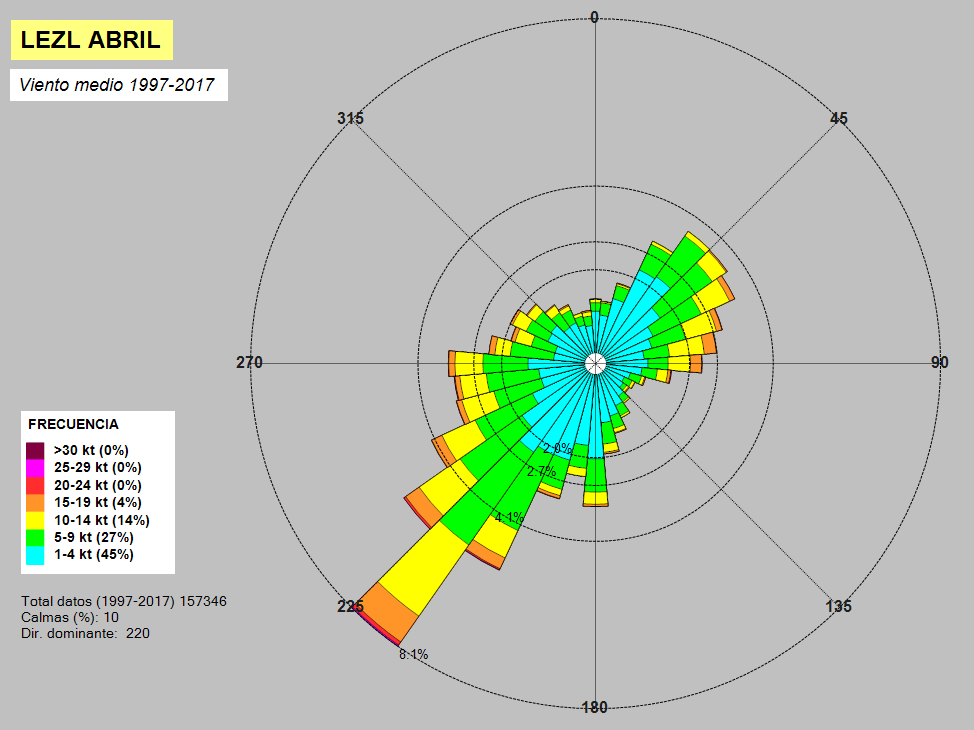 LEZL ABRIL
Viento medio 1997-2017
0
45
90
135
180
225
270
315
2.0%
2.7%
4.1%
8.1%
FRECUENCIA
>30 kt (0%)
25-29 kt (0%)
20-24 kt (0%)
15-19 kt (4%)
10-14 kt (14%)
5-9 kt (27%)
1-4 kt (45%)
Total datos (1997-2017) 157346
Calmas (%): 10
Dir. dominante: 220